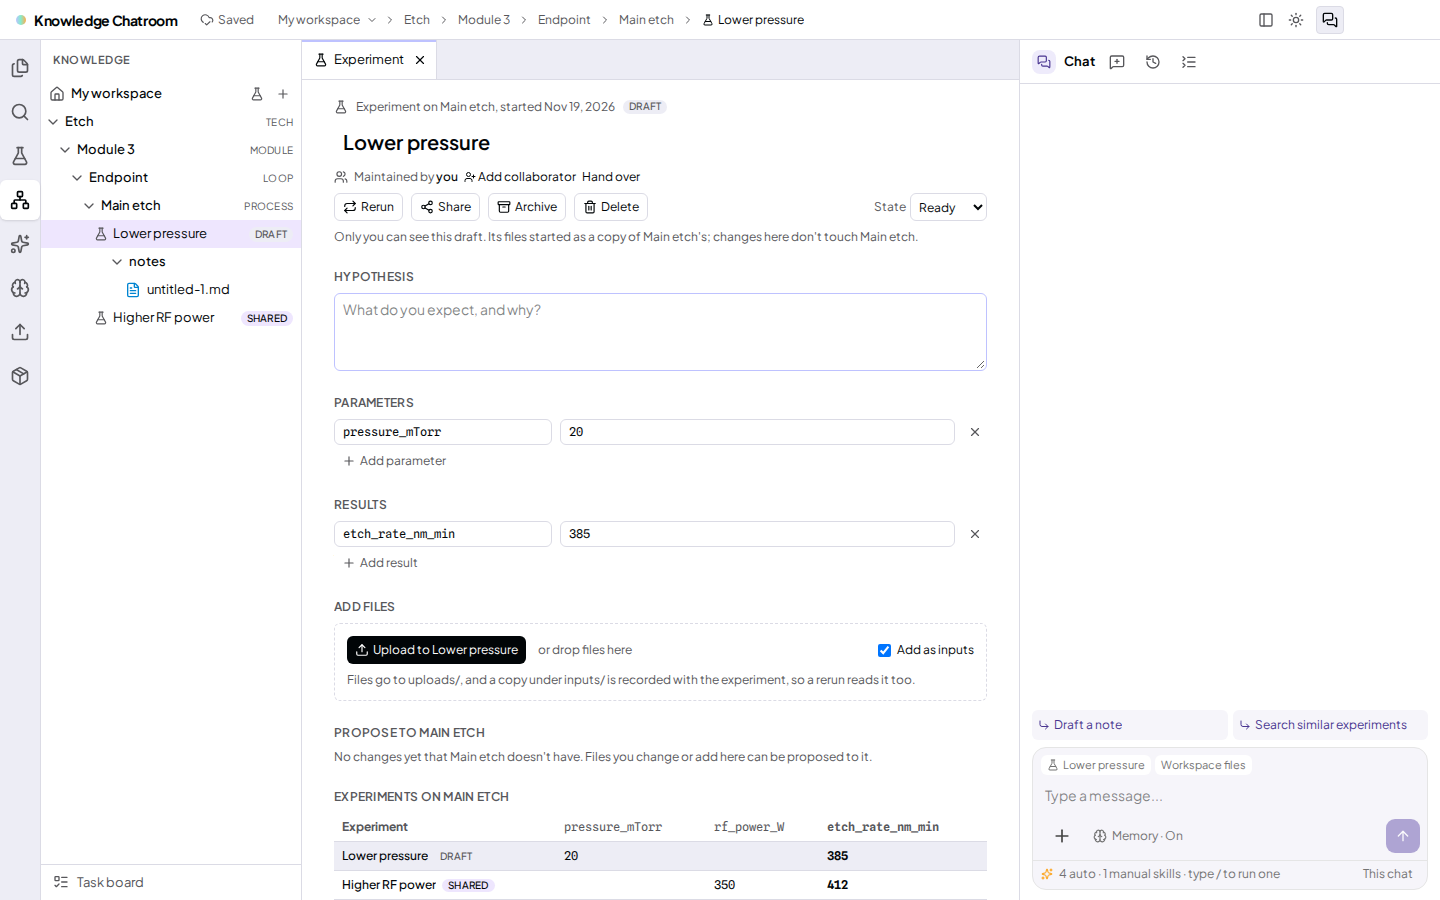 Knowledge Chatroom
Saved
My workspace
Etch
Module 3
Endpoint
Main etch
Lower pressure
KNOWLEDGE
My workspace
Etch TECH
Module 3 MODULE
Endpoint LOOP
Main etch PROCESS
Lower pressure DRAFT
notes
untitled-1.md
Higher RF power SHARED
Task board
Experiment
Experiment on Main etch, started Nov 19, 2026 DRAFT
Lower pressure
Maintained by you Add collaborator Hand over
Rerun Share Archive Delete State Ready
Only you can see this draft. Its files started as a copy of Main etch's; changes here don't touch Main etch.
HYPOTHESIS
What do you expect, and why?
PARAMETERS
pressure_mTorr 20
Add parameter
RESULTS
etch_rate_nm_min 385
Add result
ADD FILES
Upload to Lower pressure or drop files here Add as inputs
Files go to uploads/, and a copy under inputs/ is recorded with the experiment, so a rerun reads it too.
PROPOSE TO MAIN ETCH
No changes yet that Main etch doesn't have. Files you change or add here can be proposed to it.
EXPERIMENTS ON MAIN ETCH
Experiment pressure_mTorr rf_power_W etch_rate_nm_min
Lower pressure DRAFT 20 385
Higher RF power SHARED 350 412
Chat
Draft a note
Search similar experiments
Lower pressure Workspace files
Type a message...
Memory · On
4 auto · 1 manual skills · type / to run one This chat